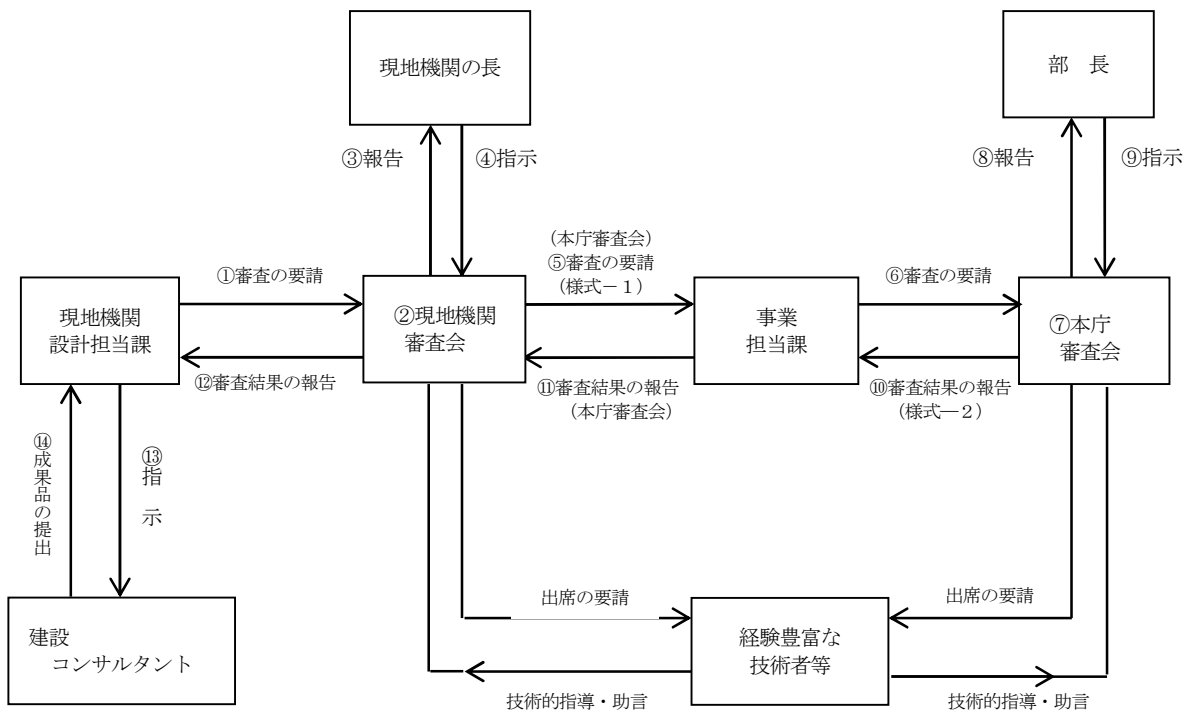 現地機関の長
部　長
③報告
④指示
⑧報告
⑨指示
（本庁審査会）
①審査の要請
⑤審査の要請
（様式－１）
⑥審査の要請
現地機関
設計担当課
②現地機関
審査会
事業
担当課
⑦本庁
審査会
⑫審査結果の報告
⑪審査結果の報告
（本庁審査会）
⑩審査結果の報告
（様式―２）
⑭成果品の提出
⑬指　示
出席の要請
出席の要請
建設
コンサルタント
経験豊富な
技術者等
技術的指導・助言
技術的指導・助言